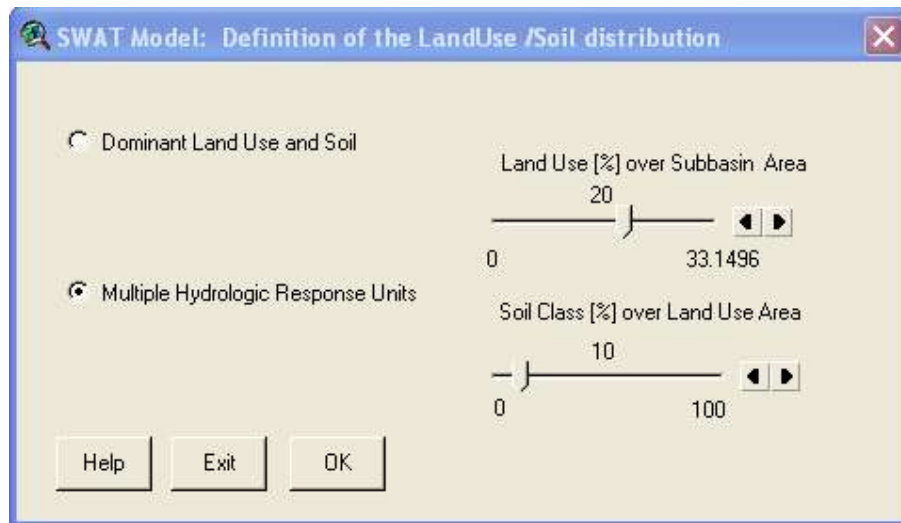 SWAT Model: Definition of the LandUse /Soil distribution
Dominant Land Use and Soil
Land Use [%] over Subbasin Area
20
0
33.1496
Multiple Hydrologic Response Units
Soil Class [%] over Land Use Area
10
0
100
Help
Exit
OK